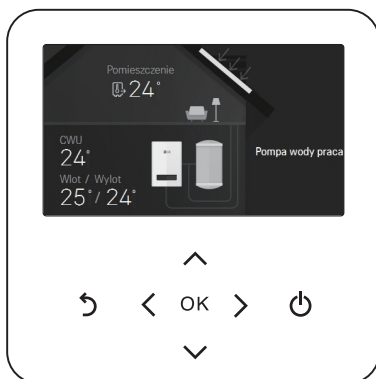 Pomieszczenie
24°
CWU
24°
Wlot / Wylot
25°/ 24°
Pompa wody praca
OK